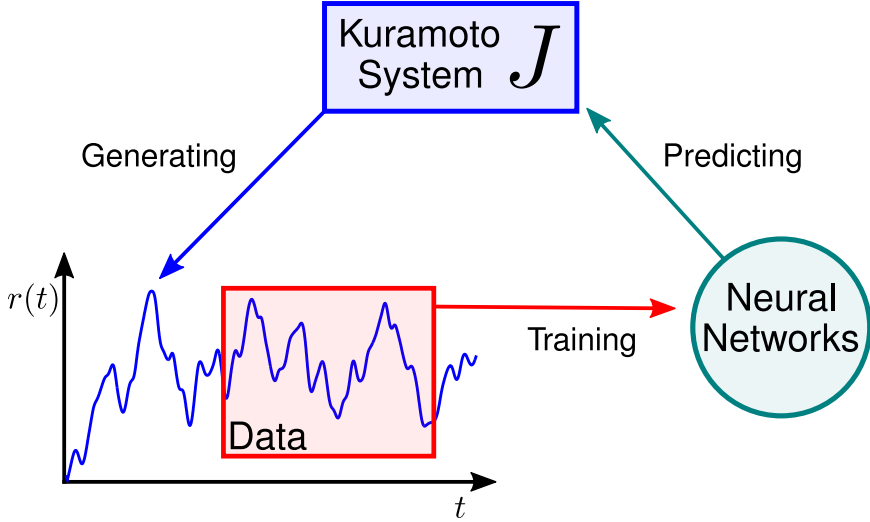 Kuramoto
System J
Generating
Predicting
r(t)
Neural
Networks
Training
Data
t